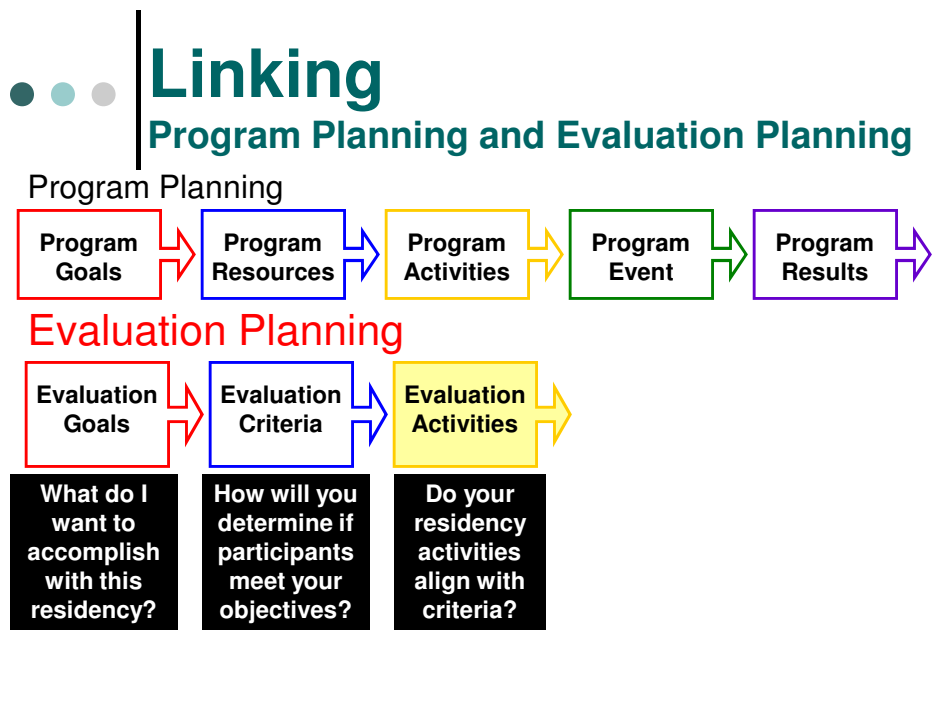 Linking
Program Planning and Evaluation Planning
Program Planning
Program
Goals
Program
Resources
Program
Activities
Program
Event
Program
Results
Evaluation Planning
Evaluation
Goals
Evaluation
Criteria
Evaluation
Activities
What do I
want to
accomplish
with this
residency?
How will you
determine if
participants
meet your
objectives?
Do your
residency
activities
align with
criteria?